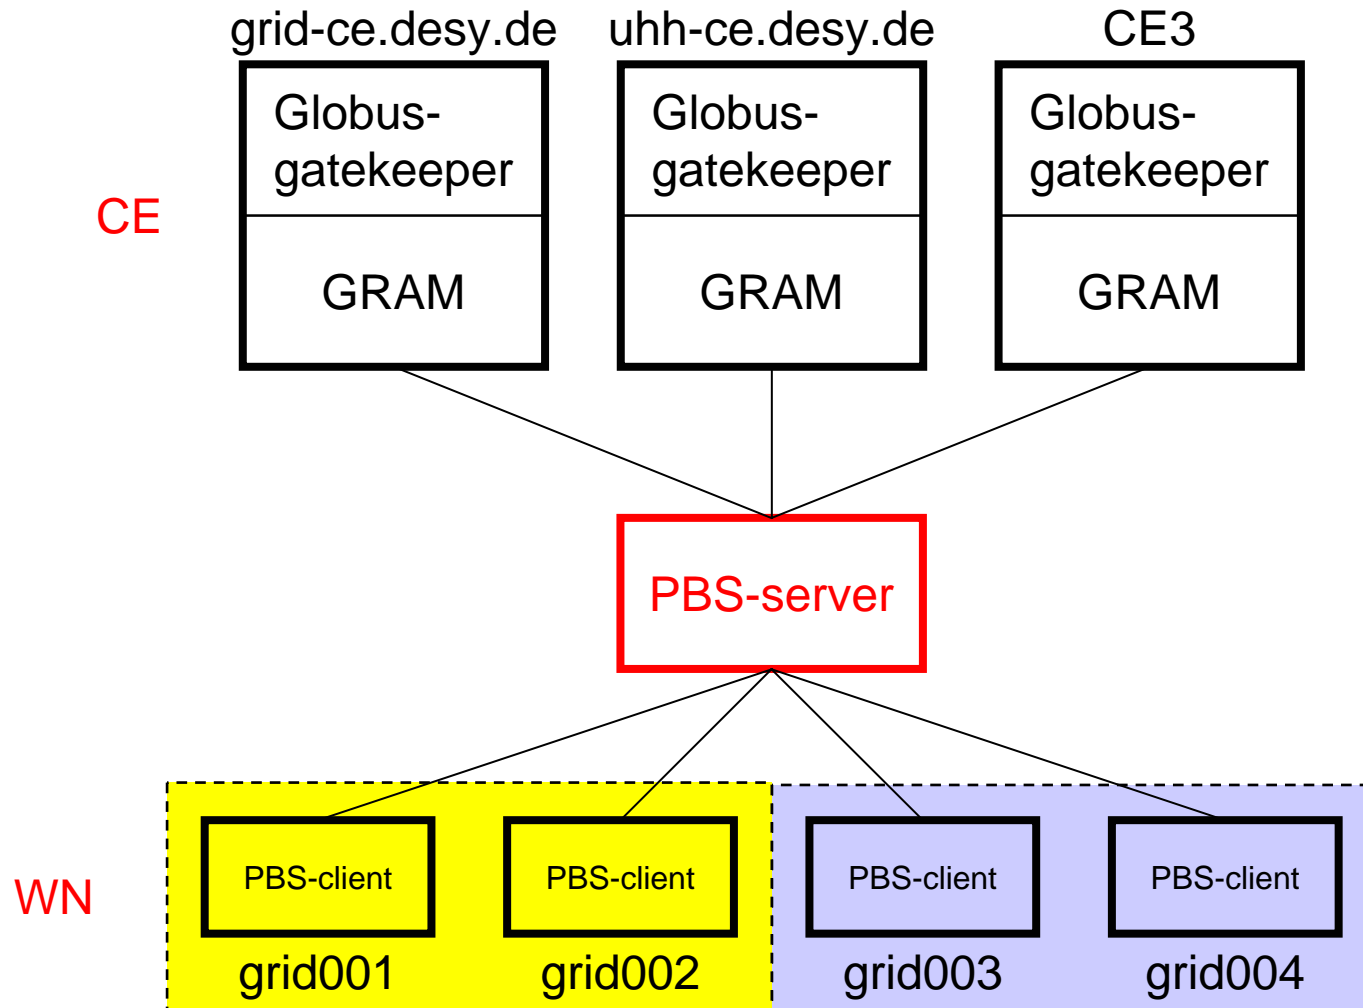 grid-ce.desy.de
uhh-ce.desy.de
CE3
Globus-
gatekeeper
Globus-
gatekeeper
Globus-
gatekeeper
CE
GRAM
GRAM
GRAM
PBS-server
WN
PBS-client
PBS-client
PBS-client
PBS-client
grid001
grid002
grid003
grid004